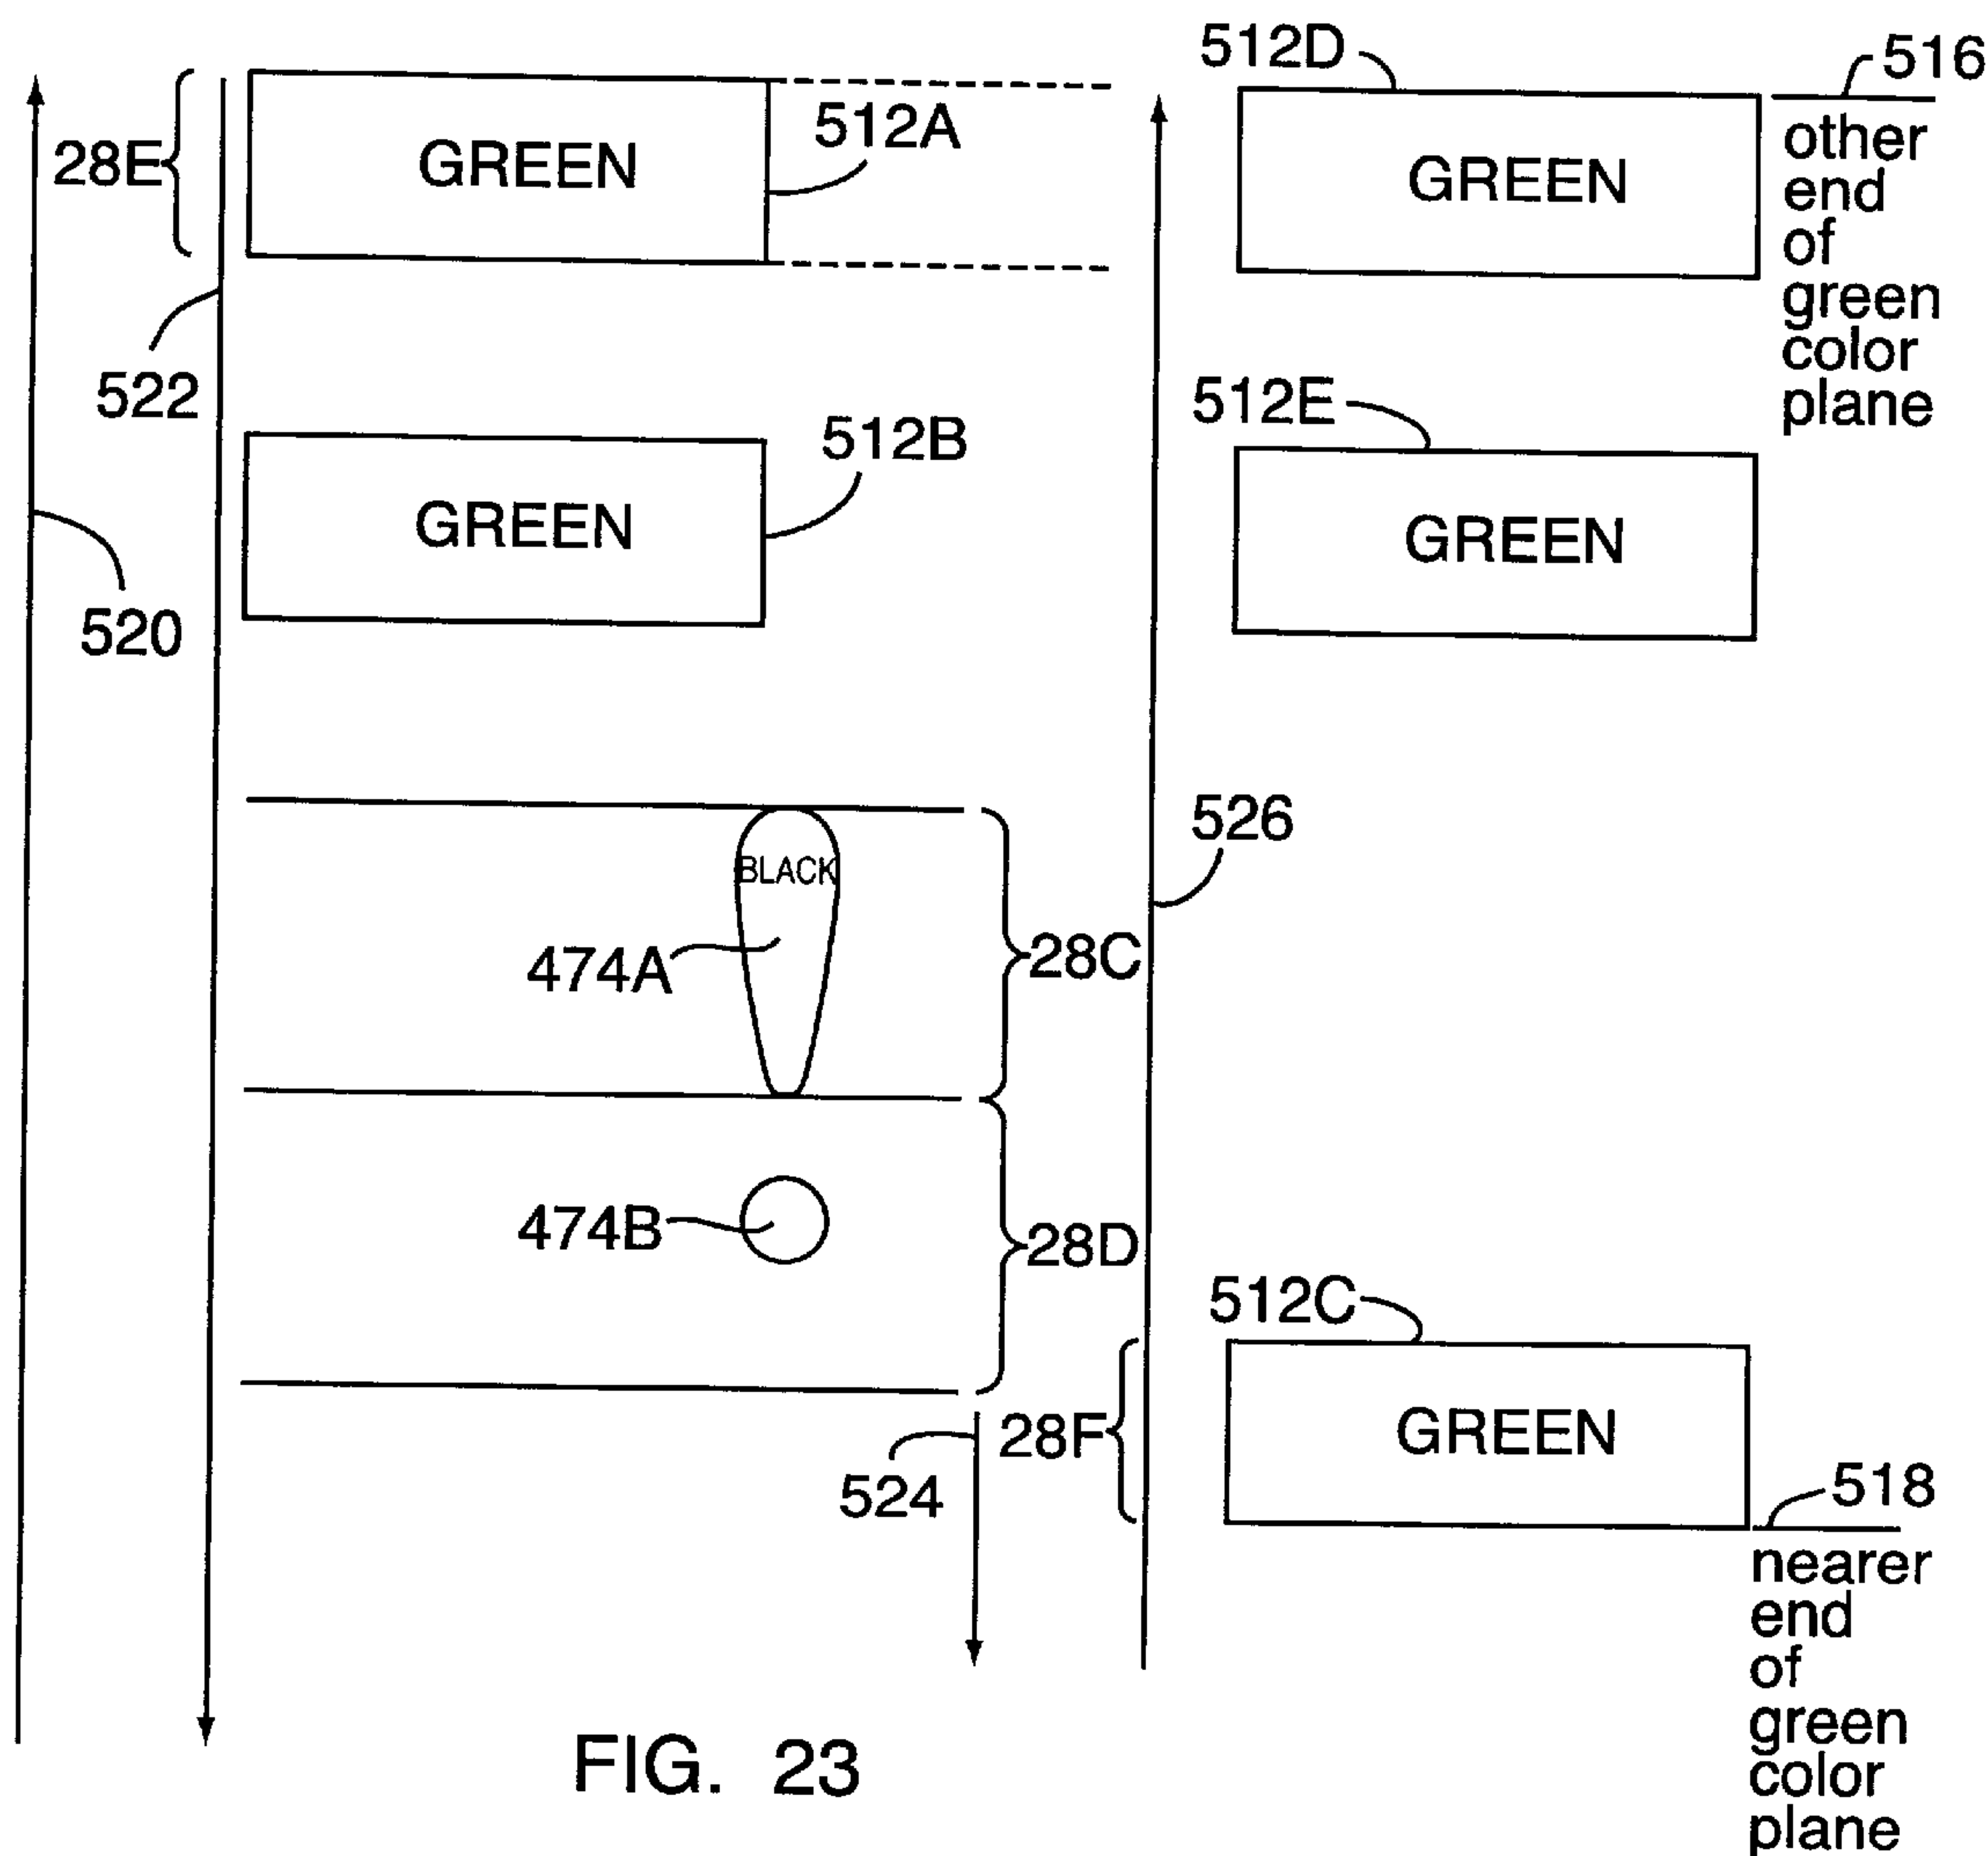 512D
516
28E
GREEN
512A
GREEN
other
end
of
green
color
plane
522
512B
512E
GREEN
GREEN
520
526
BLACK
474A
28C
474B
28D
512C
28F
GREEN
524
518
nearer
end
of
green
color
plane
FIG. 23